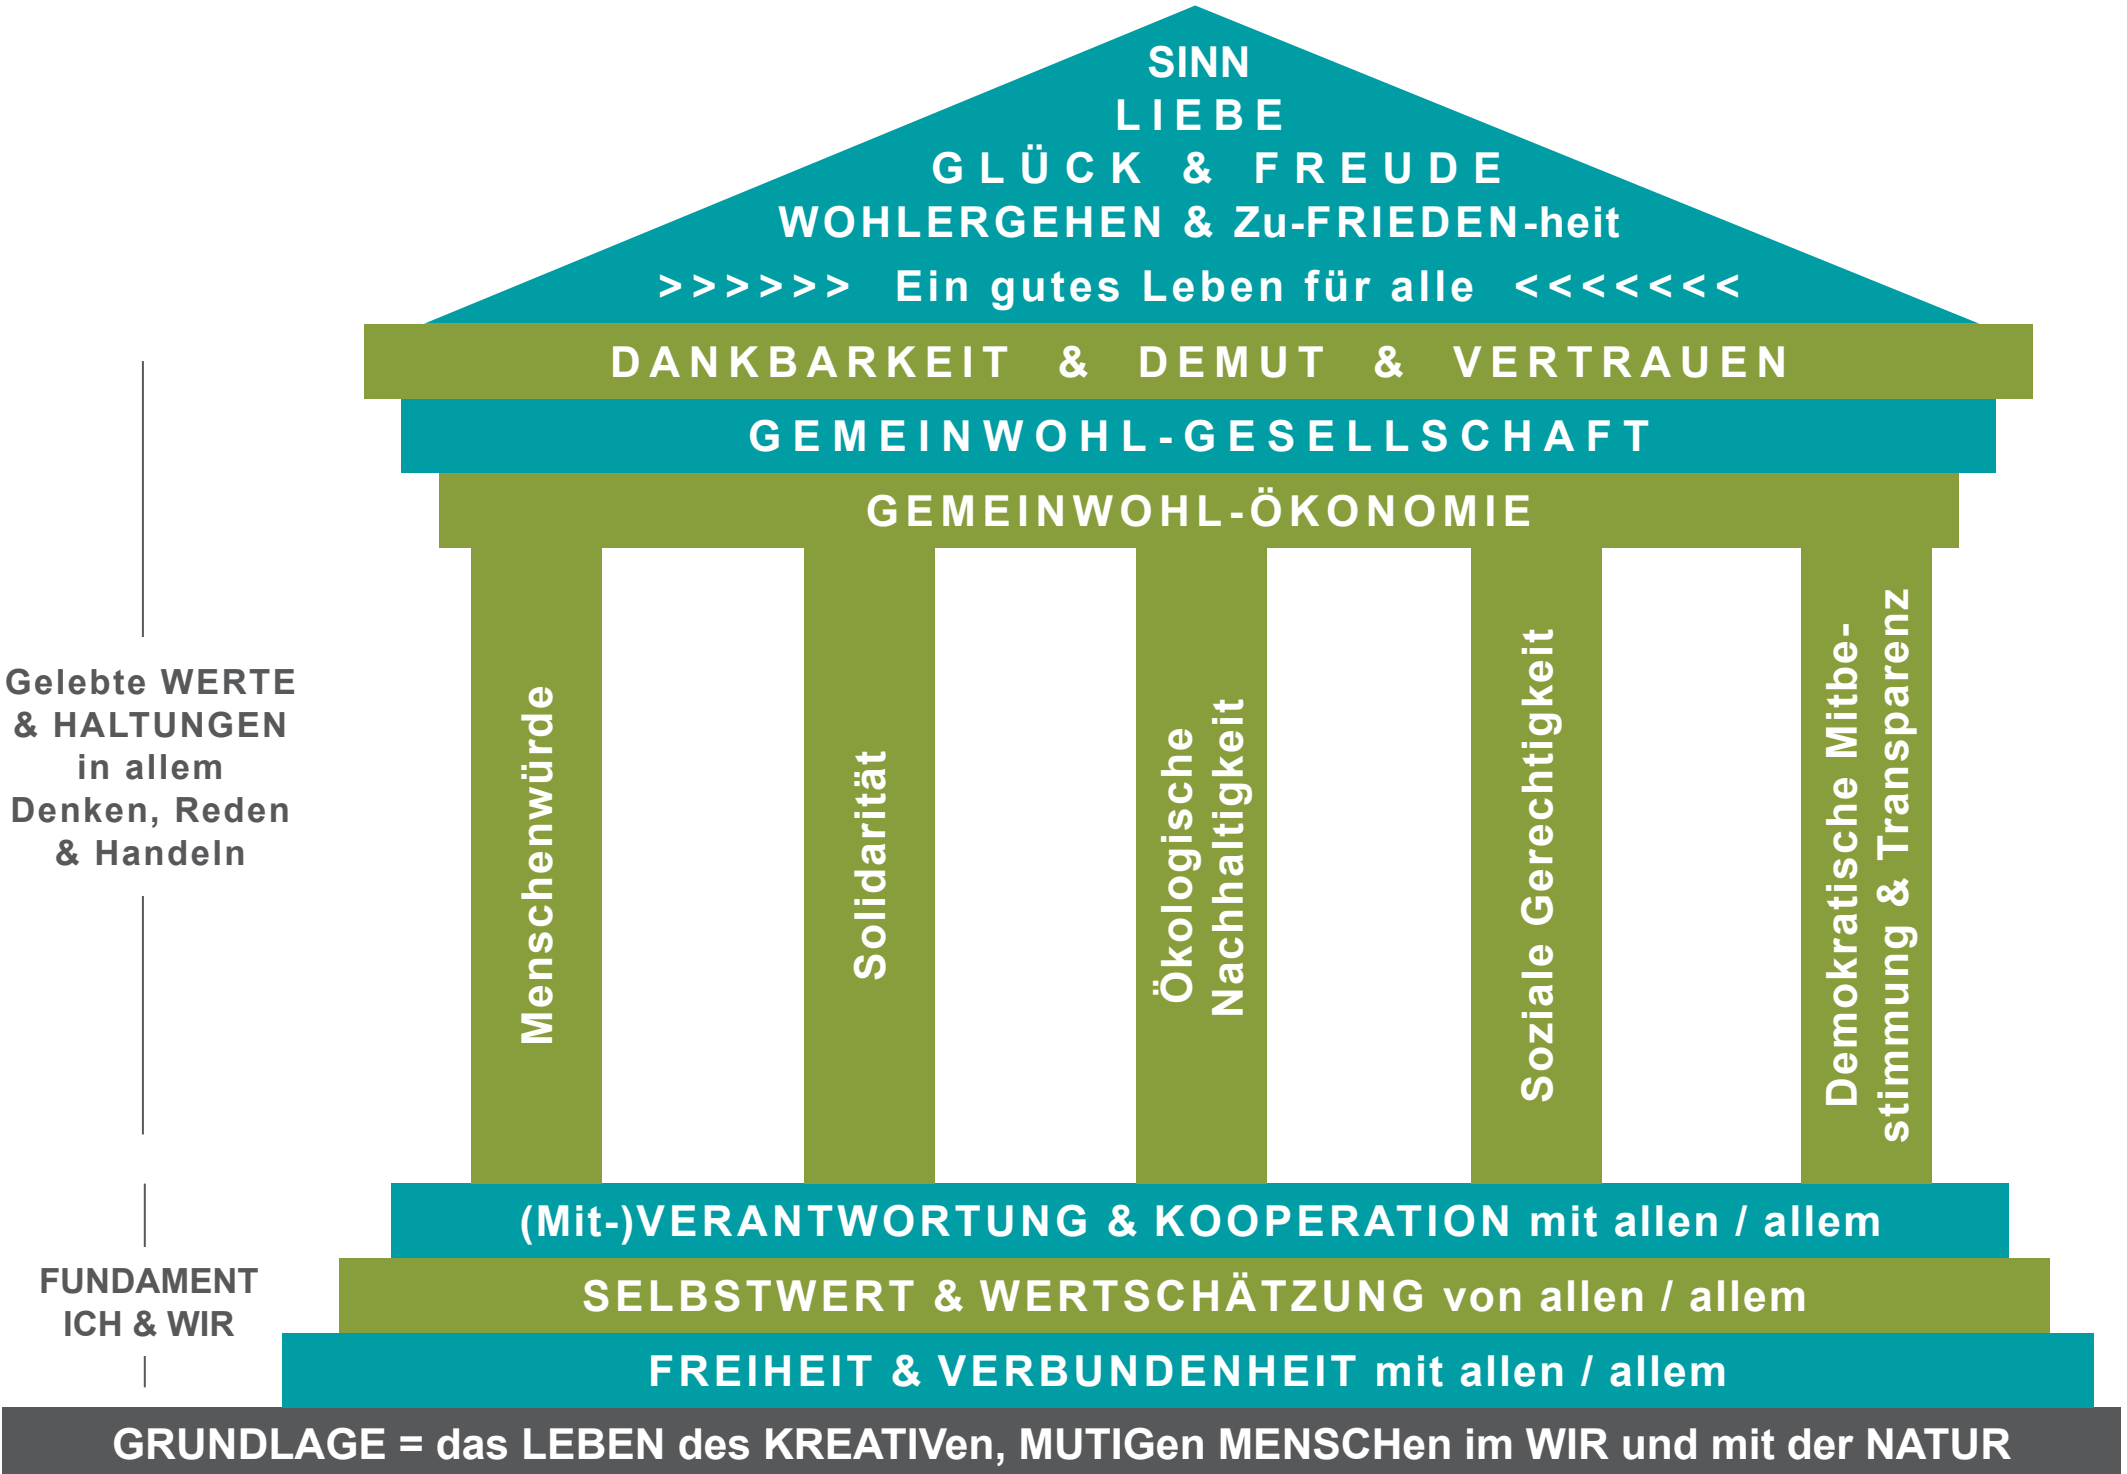 SINN
LIEBE
GLÜCK & FREUDE
WOHLERGEHEN & Zu-FRIEDEN-heit
>>>>>> Ein gutes Leben für alle <<<<<<<
DANKBARKEIT & DEMUT & VERTRAUEN
GEMEINWOHL-GESELLSCHAFT
GEMEINWOHL-ÖKONOMIE
Gelebte WERTE
& HALTUNGEN
in allem
Denken, Reden
& Handeln
Menschenwürde
Solidarität
Ökologische
Nachhaltigkeit
Soziale Gerechtigkeit
Demokratische Mitbe-
stimmung & Transparenz
FUNDAMENT
ICH & WIR
(Mit-)VERANTWORTUNG & KOOPERATION mit allen / allem
SELBSTWERT & WERTSCHÄTZUNG von allen / allem
FREIHEIT & VERBUNDENHEIT mit allen / allem
GRUNDLAGE = das LEBEN des KREATIVen, MUTIGen MENSCHen im WIR und mit der NATUR